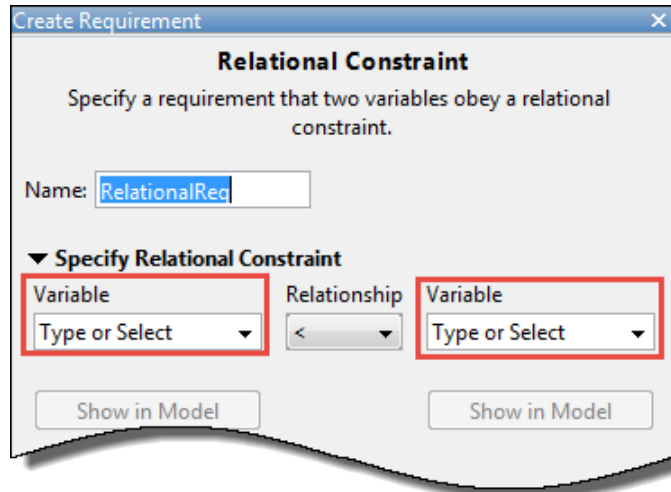 Create Requirement
Relational Constraint
Specify a requirement that two variables obey a relational
constraint.
Name: RelationalReq
Specify Relational Constraint
Variable Relationship Variable
Type or Select < Type or Select
Show in Model Show in Model